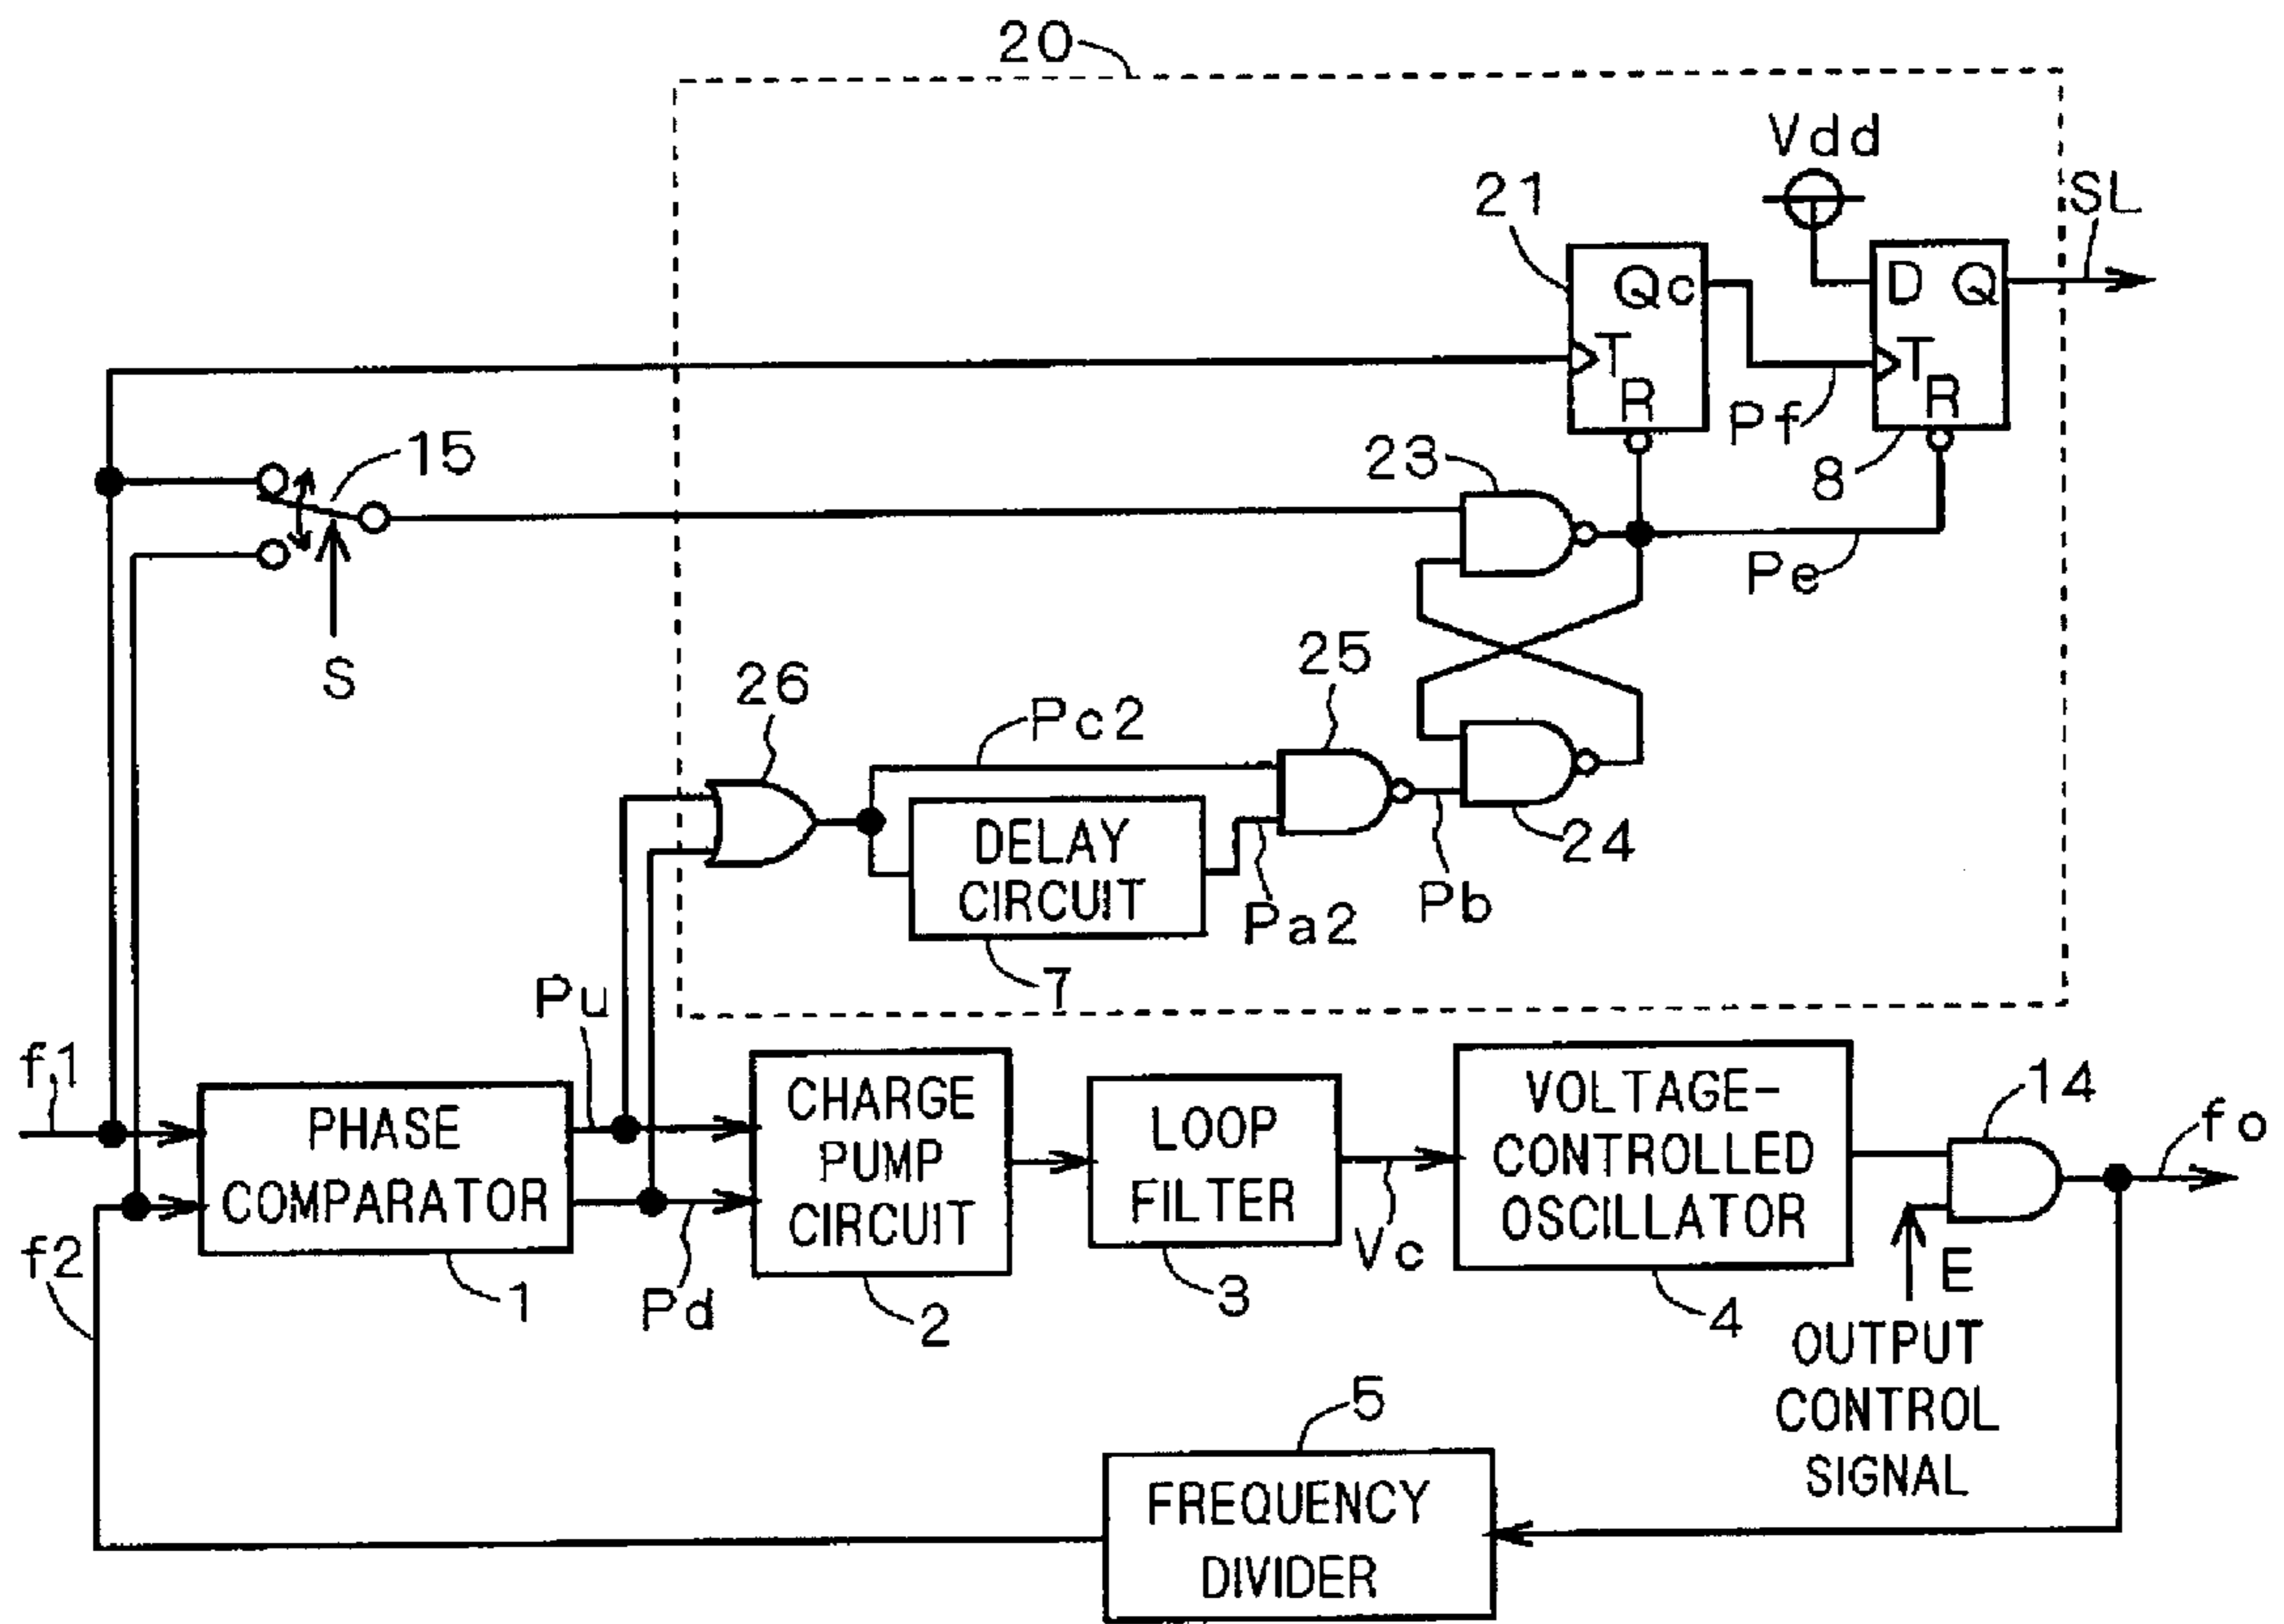 20
Vdd
SL
21
Qc
D Q
T
T
R
R
Pf
8
15
23
Pe
S
26
25
Pc2
DELAY
CIRCUIT
24
Pa2
Pb
7
Pu
f1
PHASE
COMPARATOR
CHARGE
PUMP
CIRCUIT
LOOP
FILTER
VOLTAGE-
CONTROLLED
OSCILLATOR
14
fo
f2
1
Pd
2
3
Vc
4
E
OUTPUT
CONTROL
SIGNAL
5
FREQUENCY
DIVIDER